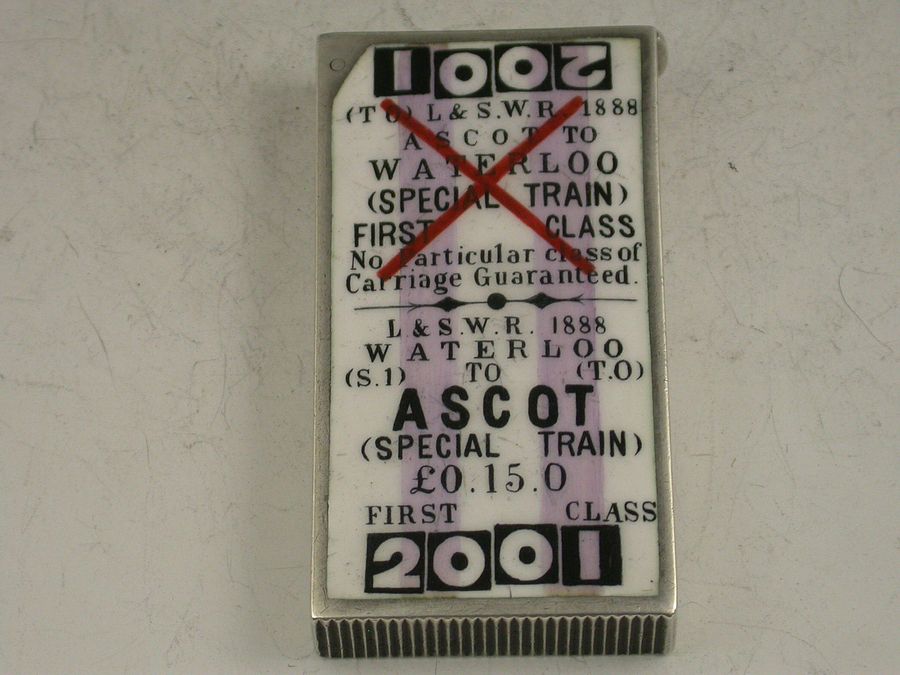 2001
(TO) L & S.W.R. 1888
ASCOT TO
WATERLOO
(SPECIAL TRAIN)
FIRST CLASS
No Particular class of
Carriage Guaranteed.
L & S.W.R. 1888
WATERLOO
(S.1) TO (T.O)
ASCOT
(SPECIAL TRAIN)
£0.15.0
FIRST CLASS
2001